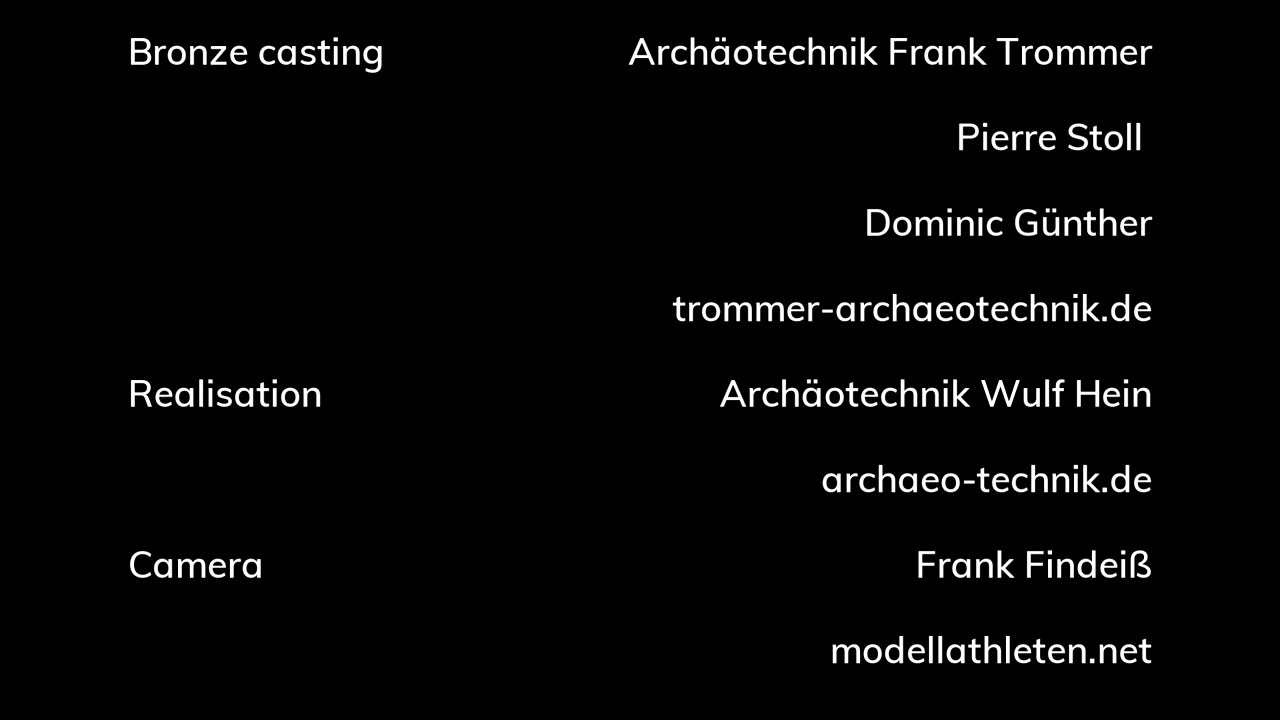 Bronze casting Archäotechnik Frank Trommer
Pierre Stoll
Dominic Günther
trommer-archaeotechnik.de
Realisation Archäotechnik Wulf Hein
archaeo-technik.de
Camera Frank Findeiß
modellathleten.net